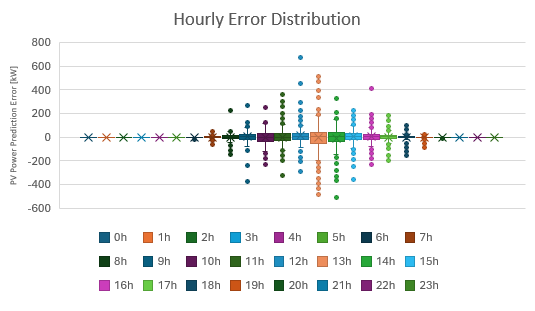 Hourly Error Distribution
PV Power Prediction Error [kW]
800
600
400
200
0
-200
-400
-600
0h 1h 2h 3h 4h 5h 6h 7h
8h 9h 10h 11h 12h 13h 14h 15h
16h 17h 18h 19h 20h 21h 22h 23h